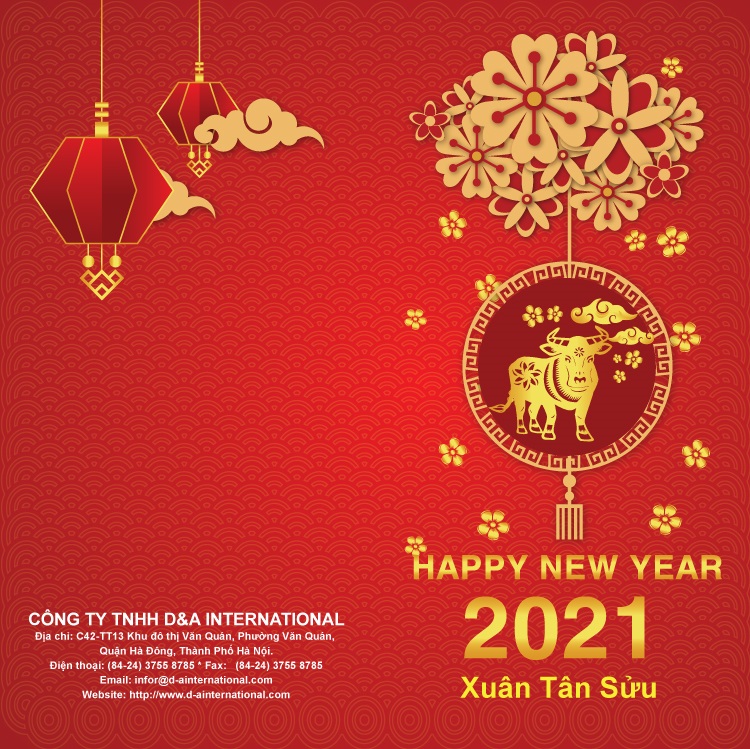 CÔNG TY TNHH D&A INTERNATIONAL
Địa chỉ: C42-TT13 Khu đô thị Văn Quán, Phường Văn Quán,
Quận Hà Đông, Thành Phố Hà Nội.
Điện thoại: (84-24) 3755 8785 * Fax: (84-24) 3755 8785
Email: infor@d-ainternational.com
Website: http://www.d-ainternational.com
HAPPY NEW YEAR
2021
Xuân Tân Sửu